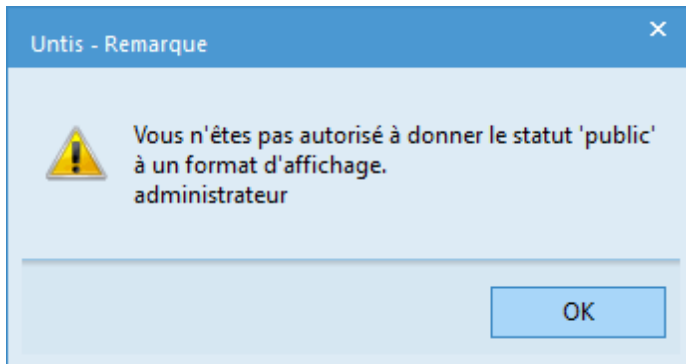 Untis - Remarque
Vous n'êtes pas autorisé à donner le statut 'public'
à un format d'affichage.
administrateur
OK